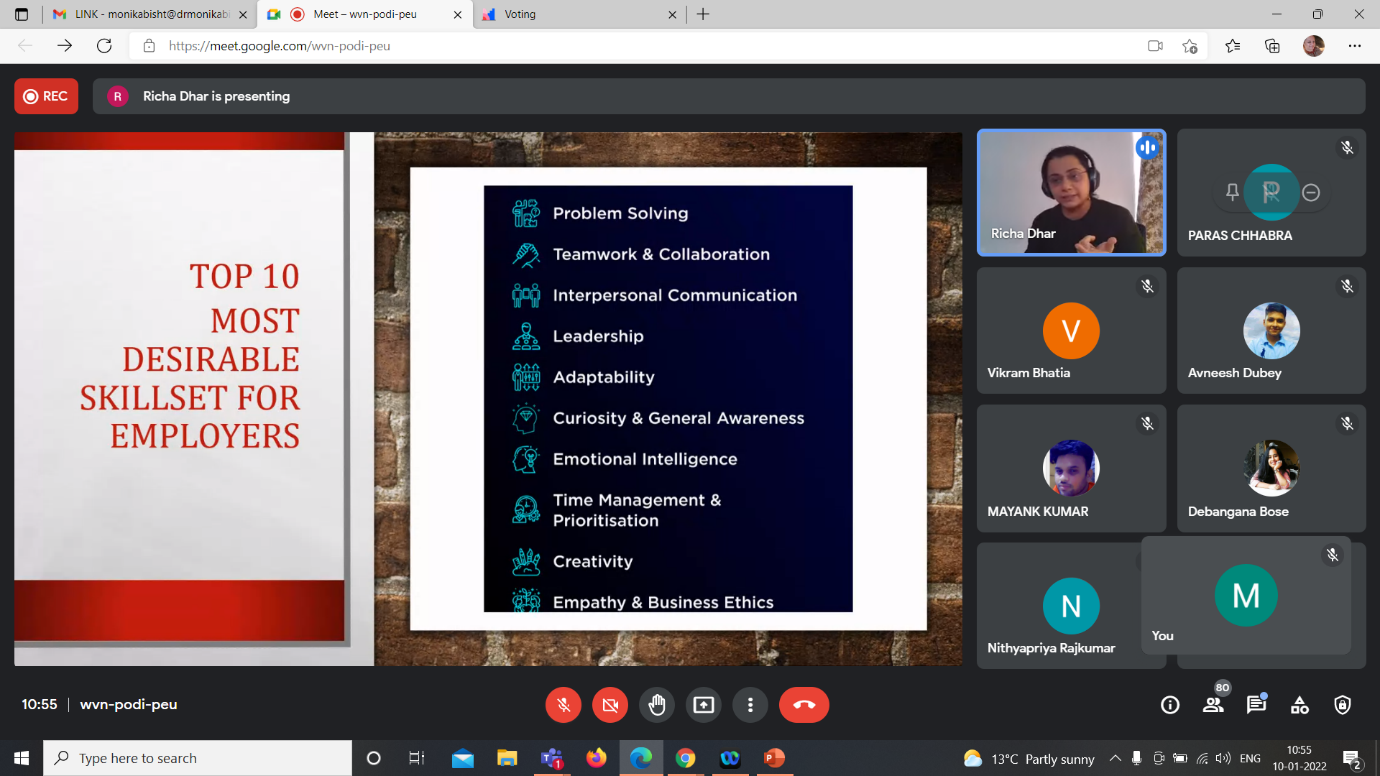 LINK - monikabisht@drmonikabi
Meet – wvn-podi-peu
Voting
https://meet.google.com/wvn-podi-peu
REC
R
Richa Dhar is presenting
TOP 10
MOST
DESIRABLE
SKILLSET FOR
EMPLOYERS
Problem Solving
Teamwork & Collaboration
Interpersonal Communication
Leadership
Adaptability
Curiosity & General Awareness
Emotional Intelligence
Time Management &
Prioritisation
Creativity
Empathy & Business Ethics
Richa Dhar
PARAS CHHABRA
V
Vikram Bhatia
Avneesh Dubey
MAYANK KUMAR
Debangana Bose
N
Nithyapriya Rajkumar
M
You
10:55 | wvn-podi-peu
80
Type here to search
1
13°C Partly sunny
ENG
10:55
10-01-2022
2